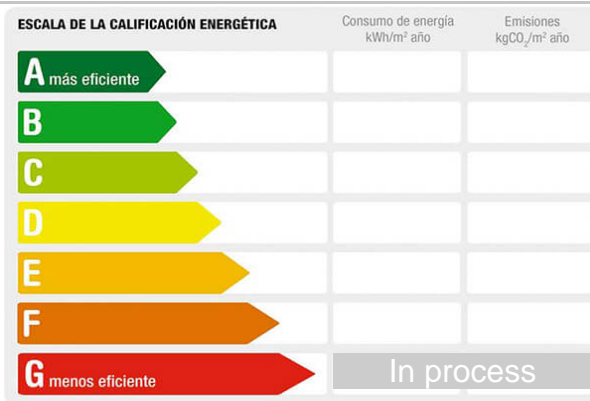 ESCALA DE LA CALIFICACIÓN ENERGÉTICA
Consumo de energía
kWh/m² año
Emisiones
kgCO₂/m² año
A más eficiente
B
C
D
E
F
G menos eficiente
In process